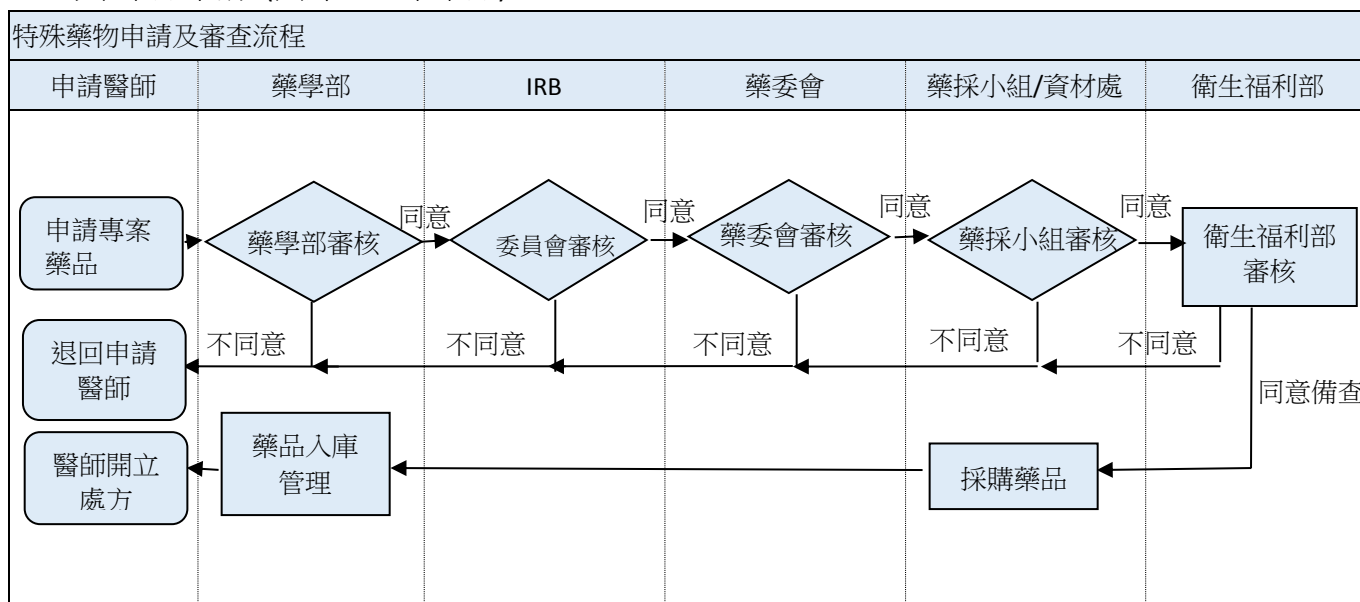 特殊藥物申請及審查流程
申請醫師
藥學部
IRB
藥委會
藥採小組/資材處
衛生福利部
申請專案
藥品
藥學部審核
同意
委員會審核
同意
藥委會審核
同意
藥採小組審核
同意
衛生福利部
審核
退回申請
醫師
不同意
不同意
不同意
不同意
不同意
同意備查
醫師開立
處方
藥品入庫
管理
採購藥品